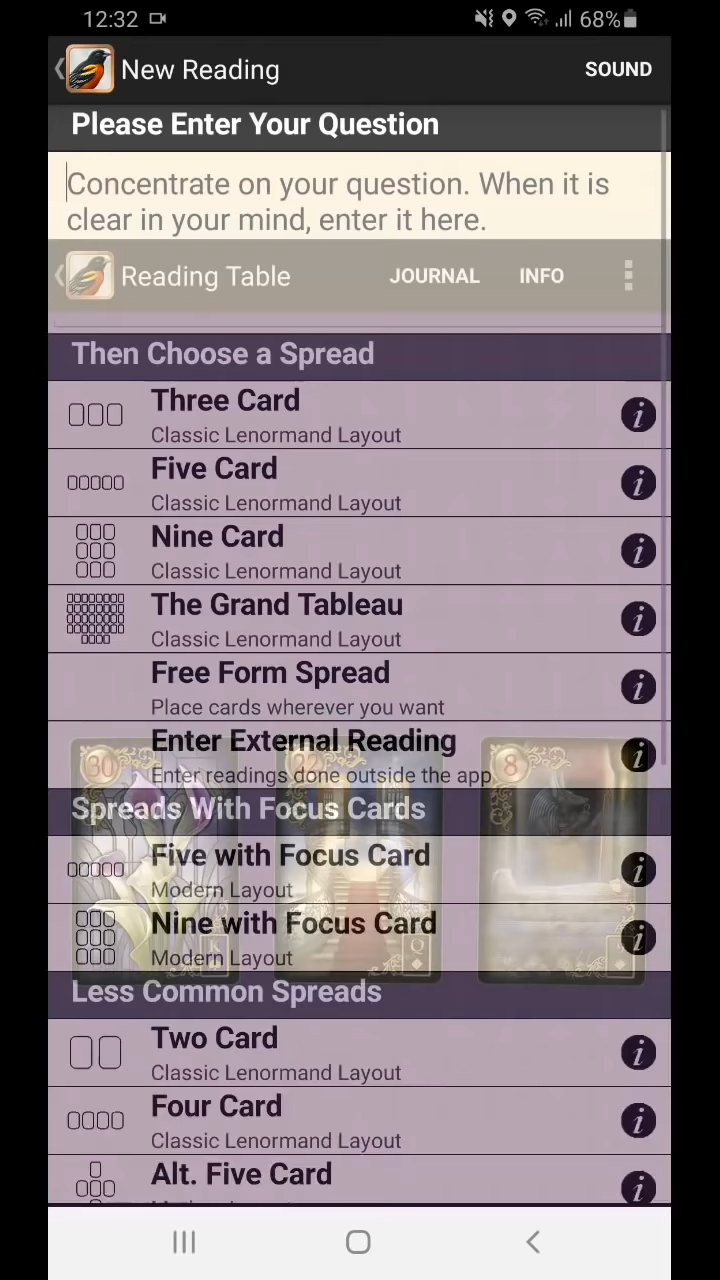 12:32
68%
New Reading
SOUND
Please Enter Your Question
Concentrate on your question. When it is
clear in your mind, enter it here.
Reading Table
JOURNAL
INFO
Then Choose a Spread
Three Card
Classic Lenormand Layout
Five Card
Classic Lenormand Layout
Nine Card
Classic Lenormand Layout
The Grand Tableau
Classic Lenormand Layout
Free Form Spread
Place cards wherever you want
Enter External Reading
Enter readings done outside the app
30
22
8
Spreads With Focus Cards
Five with Focus Card
Modern Layout
Nine with Focus Card
Modern Layout
K
Q
Less Common Spreads
Two Card
Classic Lenormand Layout
Four Card
Classic Lenormand Layout
Alt. Five Card